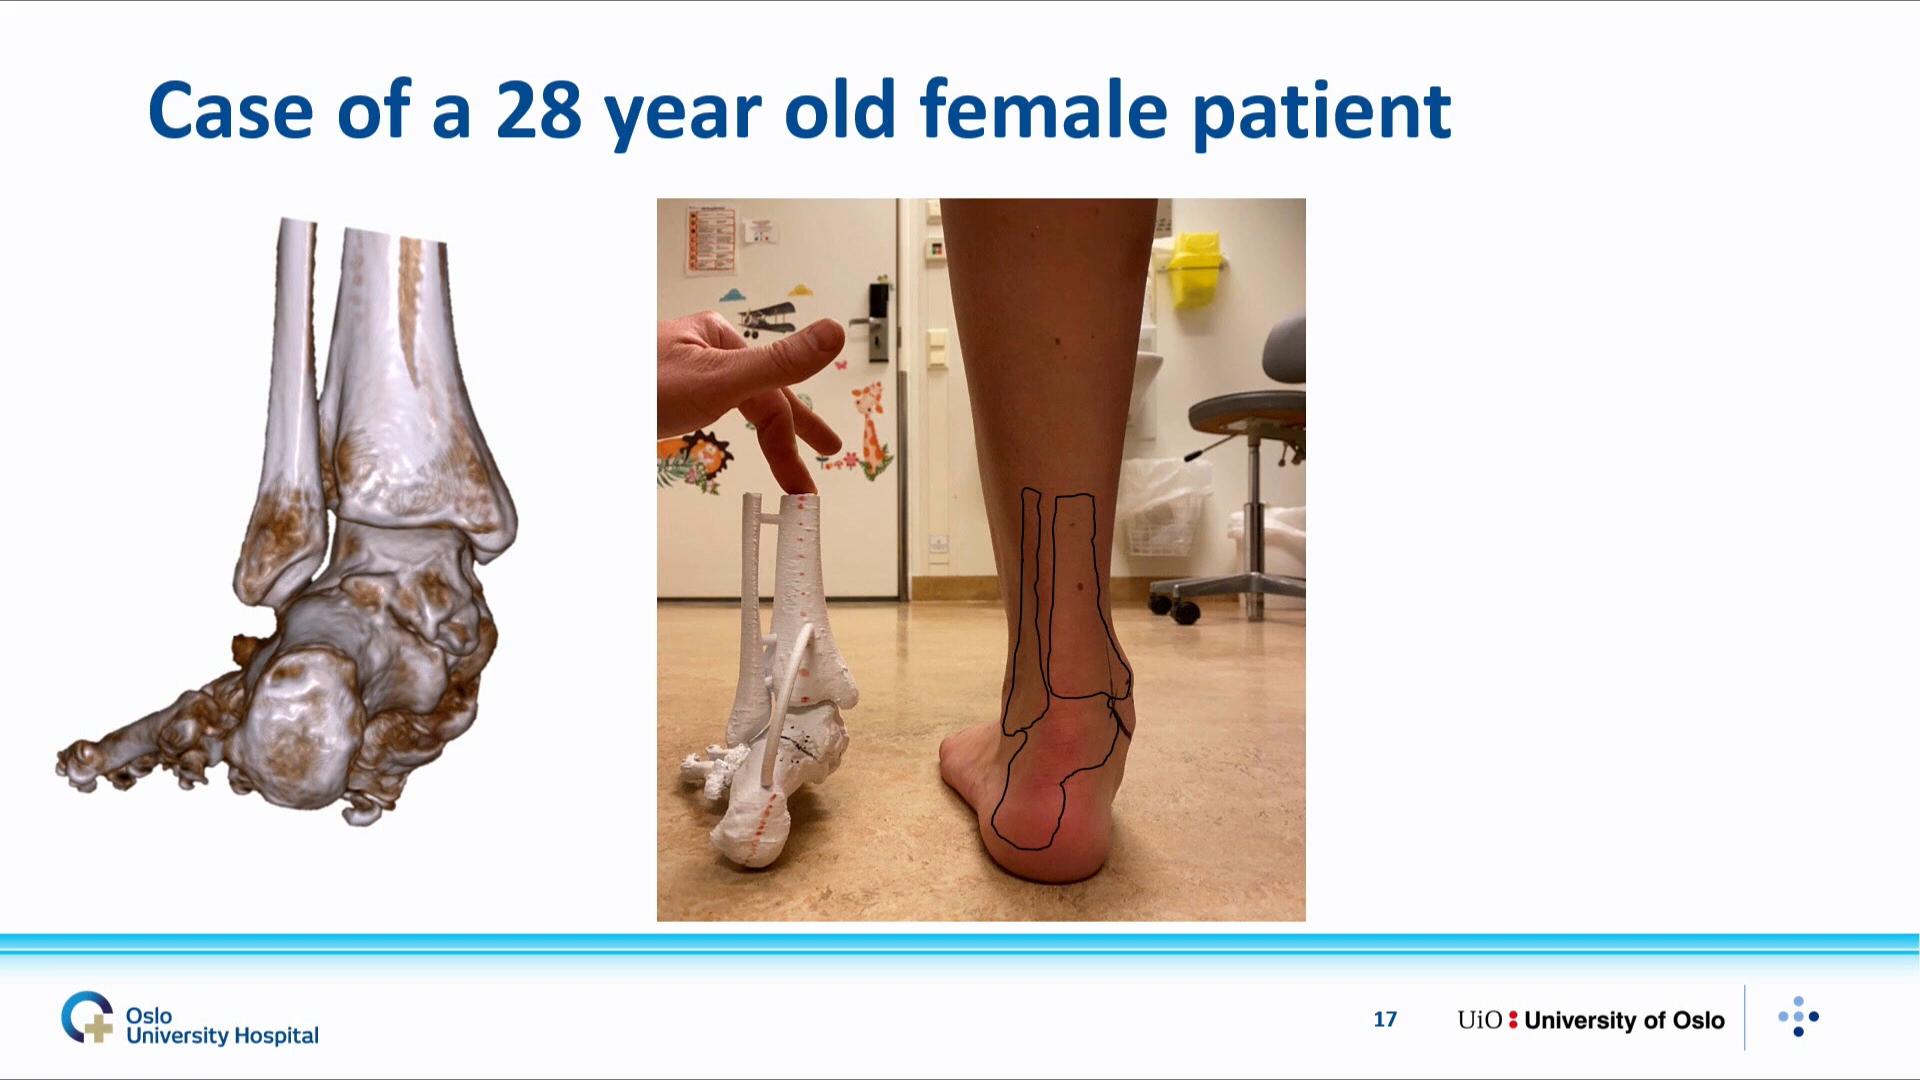 Case of a 28 year old female patient
Oslo
University Hospital
17
UiO University of Oslo